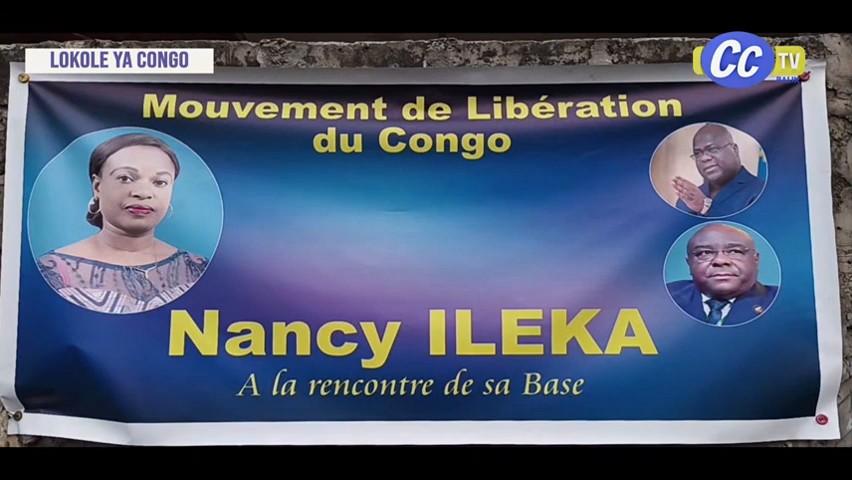 LOKOLE YA CONGO
CC TV
Mouvement de Libération
du Congo
Nancy ILEKA
A la rencontre de sa Base